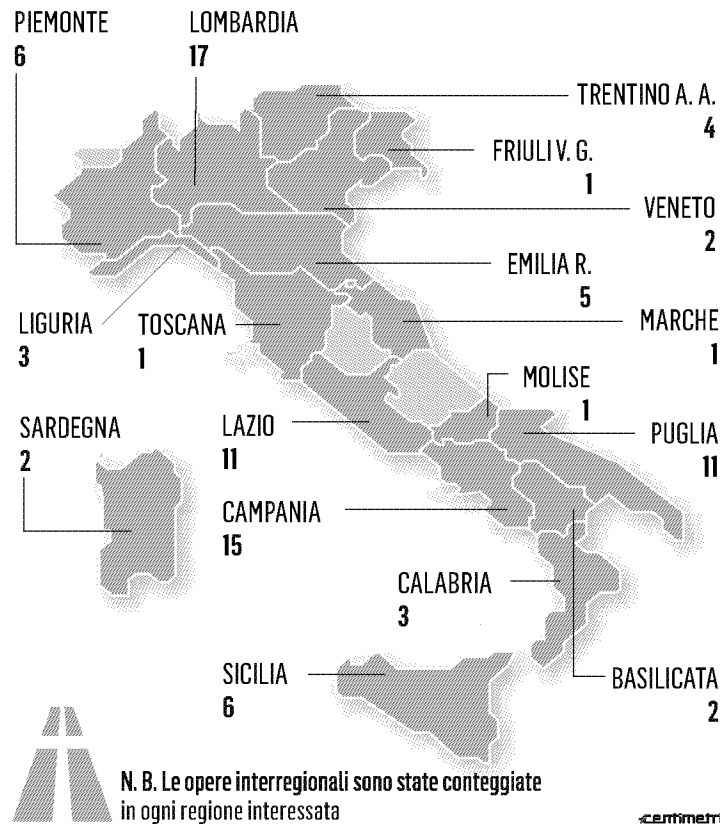 PIEMONTE
6
LOMBARDIA
17
TRENTINO A. A.
4
FRIULI V. G.
1
VENETO
2
EMILIA R.
5
LIGURIA
3
TOSCANA
1
MARCHE
1
MOLISE
1
SARDEGNA
2
LAZIO
11
PUGLIA
11
CAMPANIA
15
CALABRIA
3
SICILIA
6
BASILICATA
2
N. B. Le opere interregionali sono state conteggiate
in ogni regione interessata
centimetri